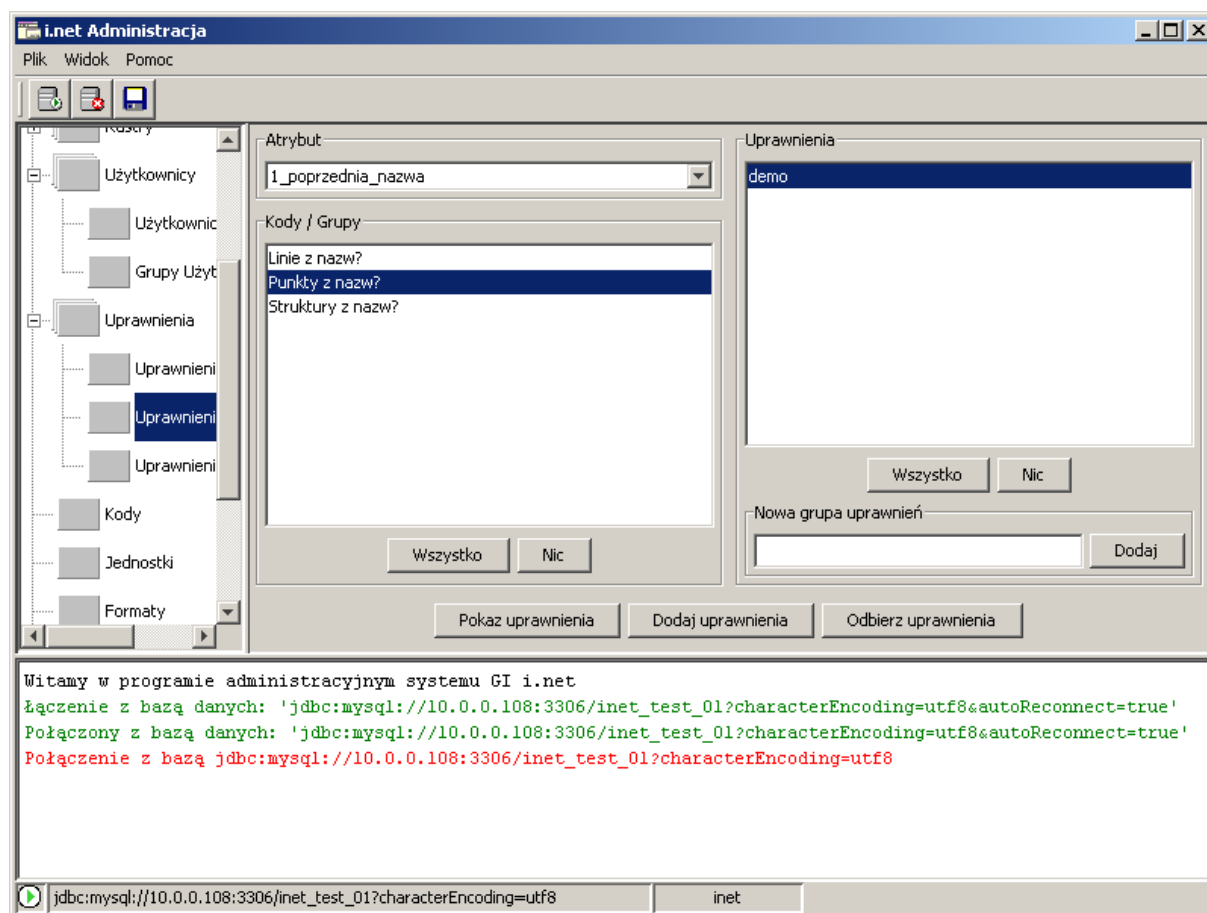 i.net Administracja
Plik Widok Pomoc
Użytkownicy
Użytkownic
Grupy Użyt
Uprawnienia
Uprawnieni
Uprawnieni
Uprawnieni
Kody
Jednostki
Formaty
Atrybut
1_poprzednia_nazwa
Kody / Grupy
Linie z nazw?
Punkty z nazw?
Struktury z nazw?
Wszystko Nic
Uprawnienia
demo
Wszystko Nic
Nowa grupa uprawnień
Dodaj
Pokaz uprawnienia Dodaj uprawnienia Odbierz uprawnienia
Witamy w programie administracyjnym systemu GI i.net
Łączenie z bazą danych: 'jdbc:mysql://10.0.0.108:3306/inet_test_01?characterEncoding=utf8&autoReconnect=true'
Połączony z bazą danych: 'jdbc:mysql://10.0.0.108:3306/inet_test_01?characterEncoding=utf8&autoReconnect=true'
Połączenie z bazą jdbc:mysql://10.0.0.108:3306/inet_test_01?characterEncoding=utf8
jdbc:mysql://10.0.0.108:3306/inet_test_01?characterEncoding=utf8 inet